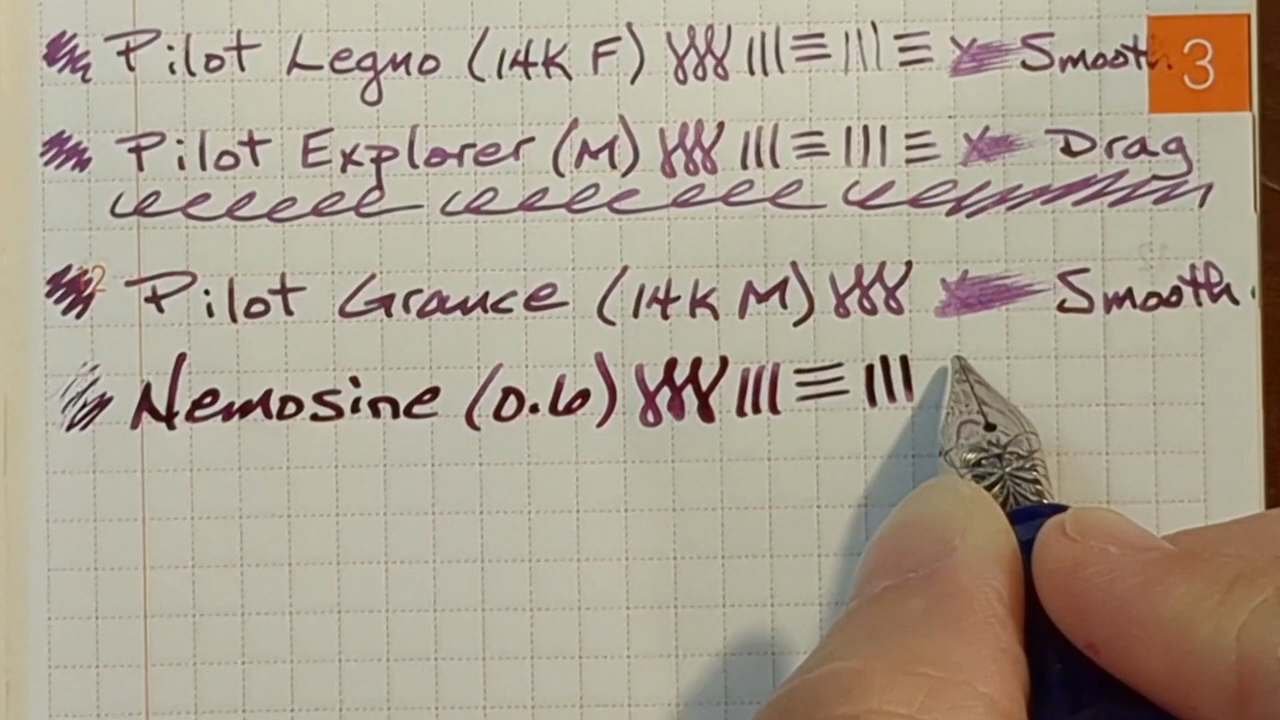 Pilot Legno (14K F) Smooth. 3
Pilot Explorer (M) Drag
Pilot Grance (14K M) Smooth.
Nemosine (0.6)